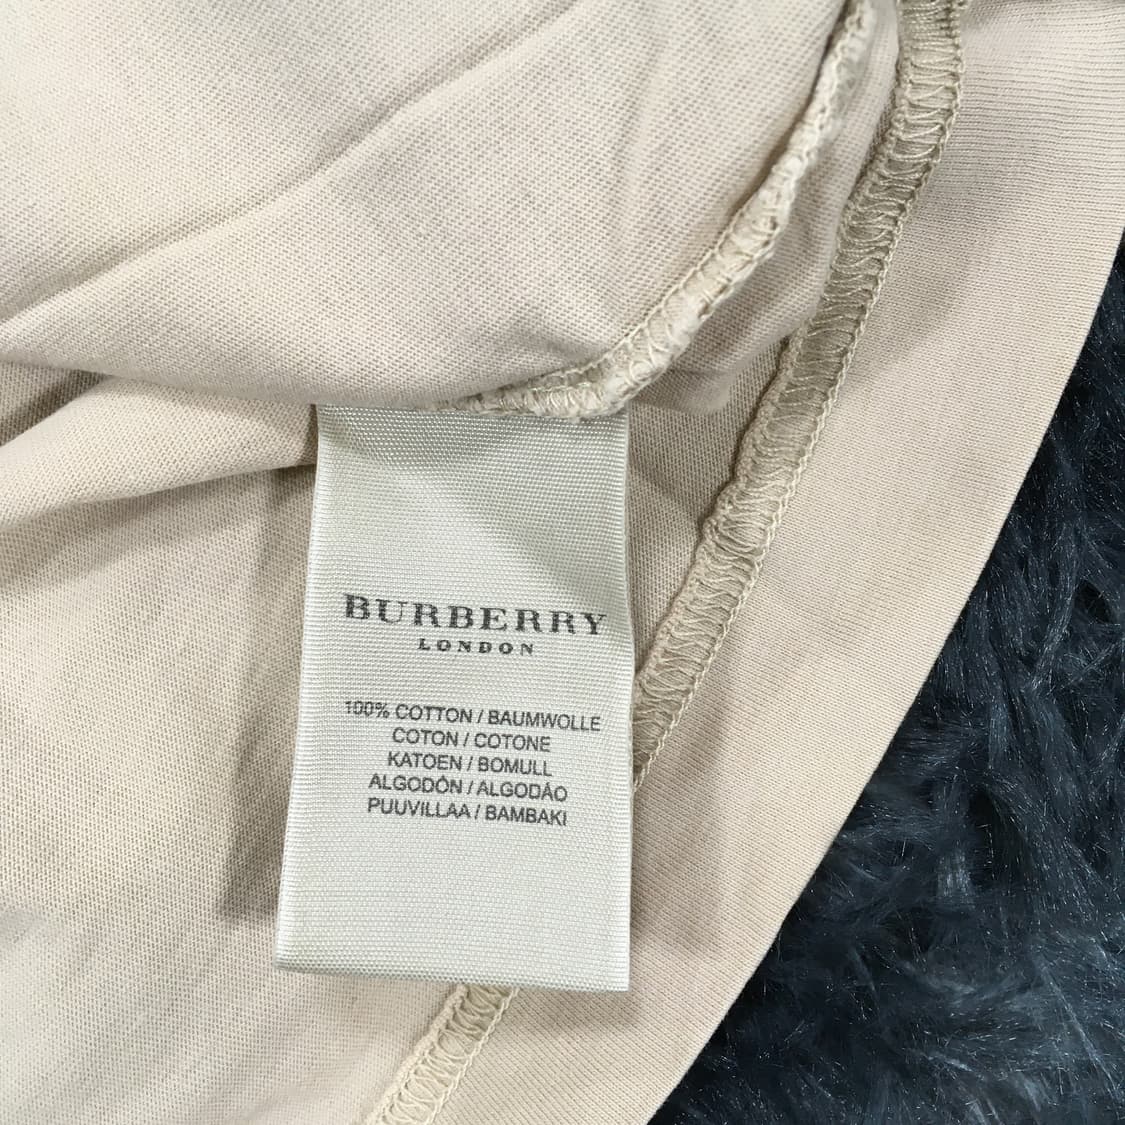 BURBERRY
LONDON
100% COTTON / BAUMWOLLE
COTON / COTONE
KATOEN / BOMULL
ALGODÓN / ALGODÃO
PUUVILLAA / BAMBAKI